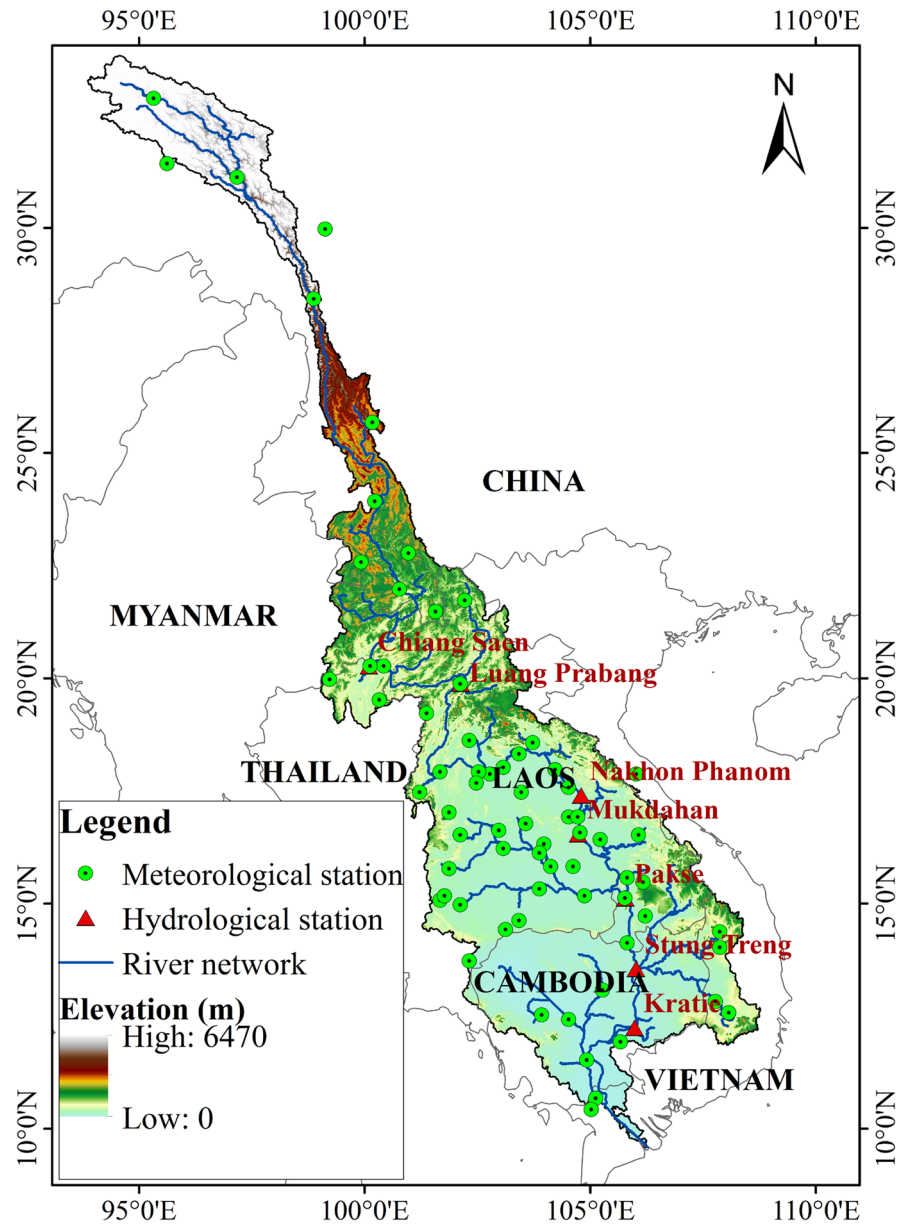 95°0'E 100°0'E 105°0'E 110°0'E
N
30°0'N 30°0'N
25°0'N 25°0'N
CHINA
MYANMAR
Chiang Saen
Luang Prabang
20°0'N 20°0'N
THAILAND LAOS Nakhon Phanom
Mukdahan
Legend
Meteorological station
Pakse
Hydrological station
15°0'N 15°0'N
Stung Treng
River network
CAMBODIA
Elevation (m)
Kratie
High: 6470
VIETNAM
Low: 0
10°0'N 10°0'N
95°0'E 100°0'E 105°0'E 110°0'E